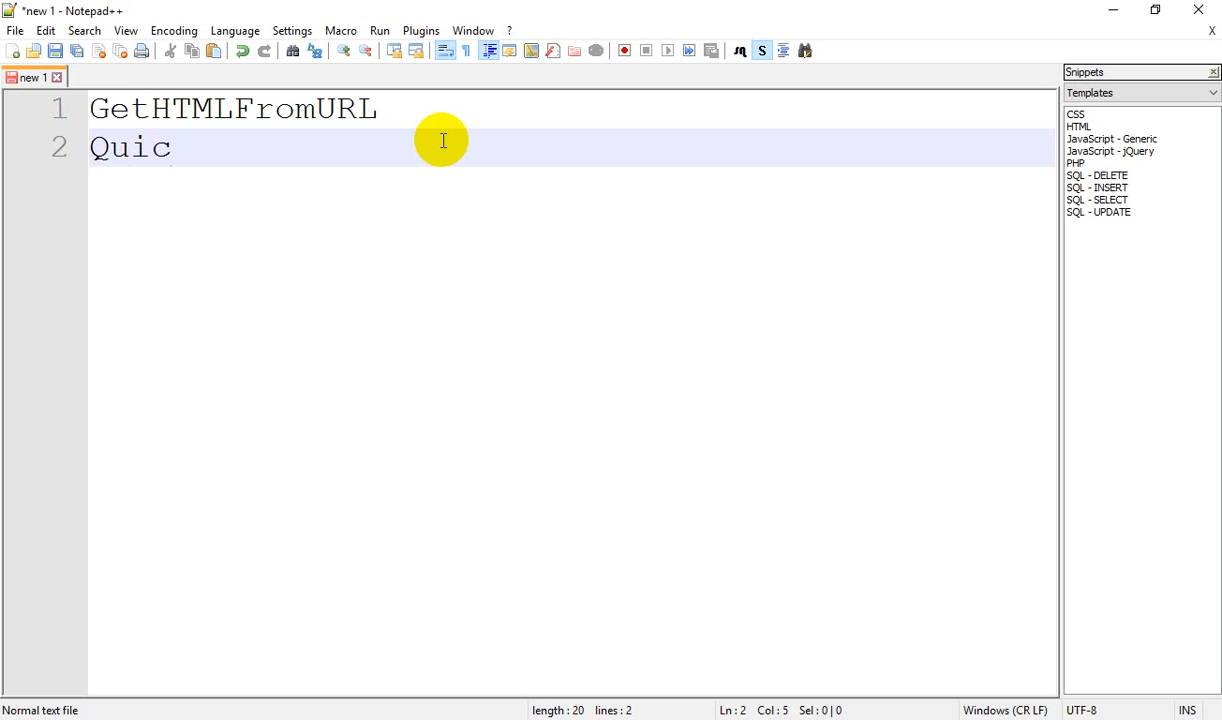 *new 1 - Notepad++
File Edit Search View Encoding Language Settings Macro Run Plugins Window ? X
new 1
Snippets
Templates
1 GetHTMLFromURL
2 Quic
CSS
HTML
JavaScript - Generic
JavaScript - jQuery
PHP
SQL - DELETE
SQL - INSERT
SQL - SELECT
SQL - UPDATE
Normal text file length : 20 lines : 2 Ln : 2 Col : 5 Sel : 0 | 0 Windows (CR LF) UTF-8 INS